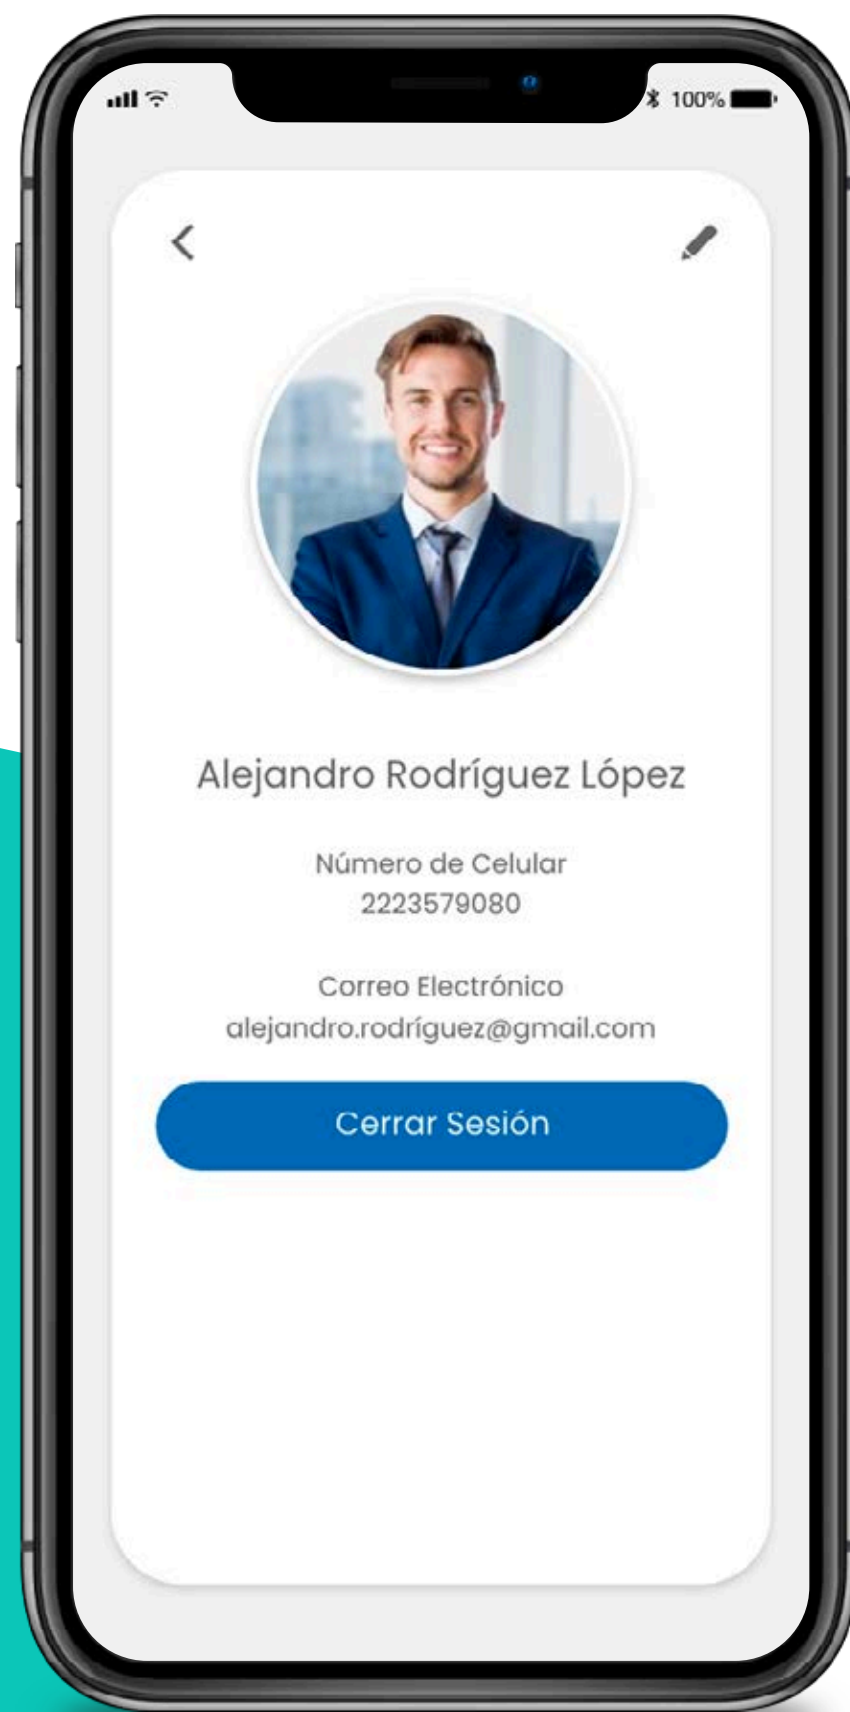 100%
Alejandro Rodríguez López
Número de Celular
2223579080
Correo Electrónico
alejandro.rodríguez@gmail.com
Cerrar Sesión